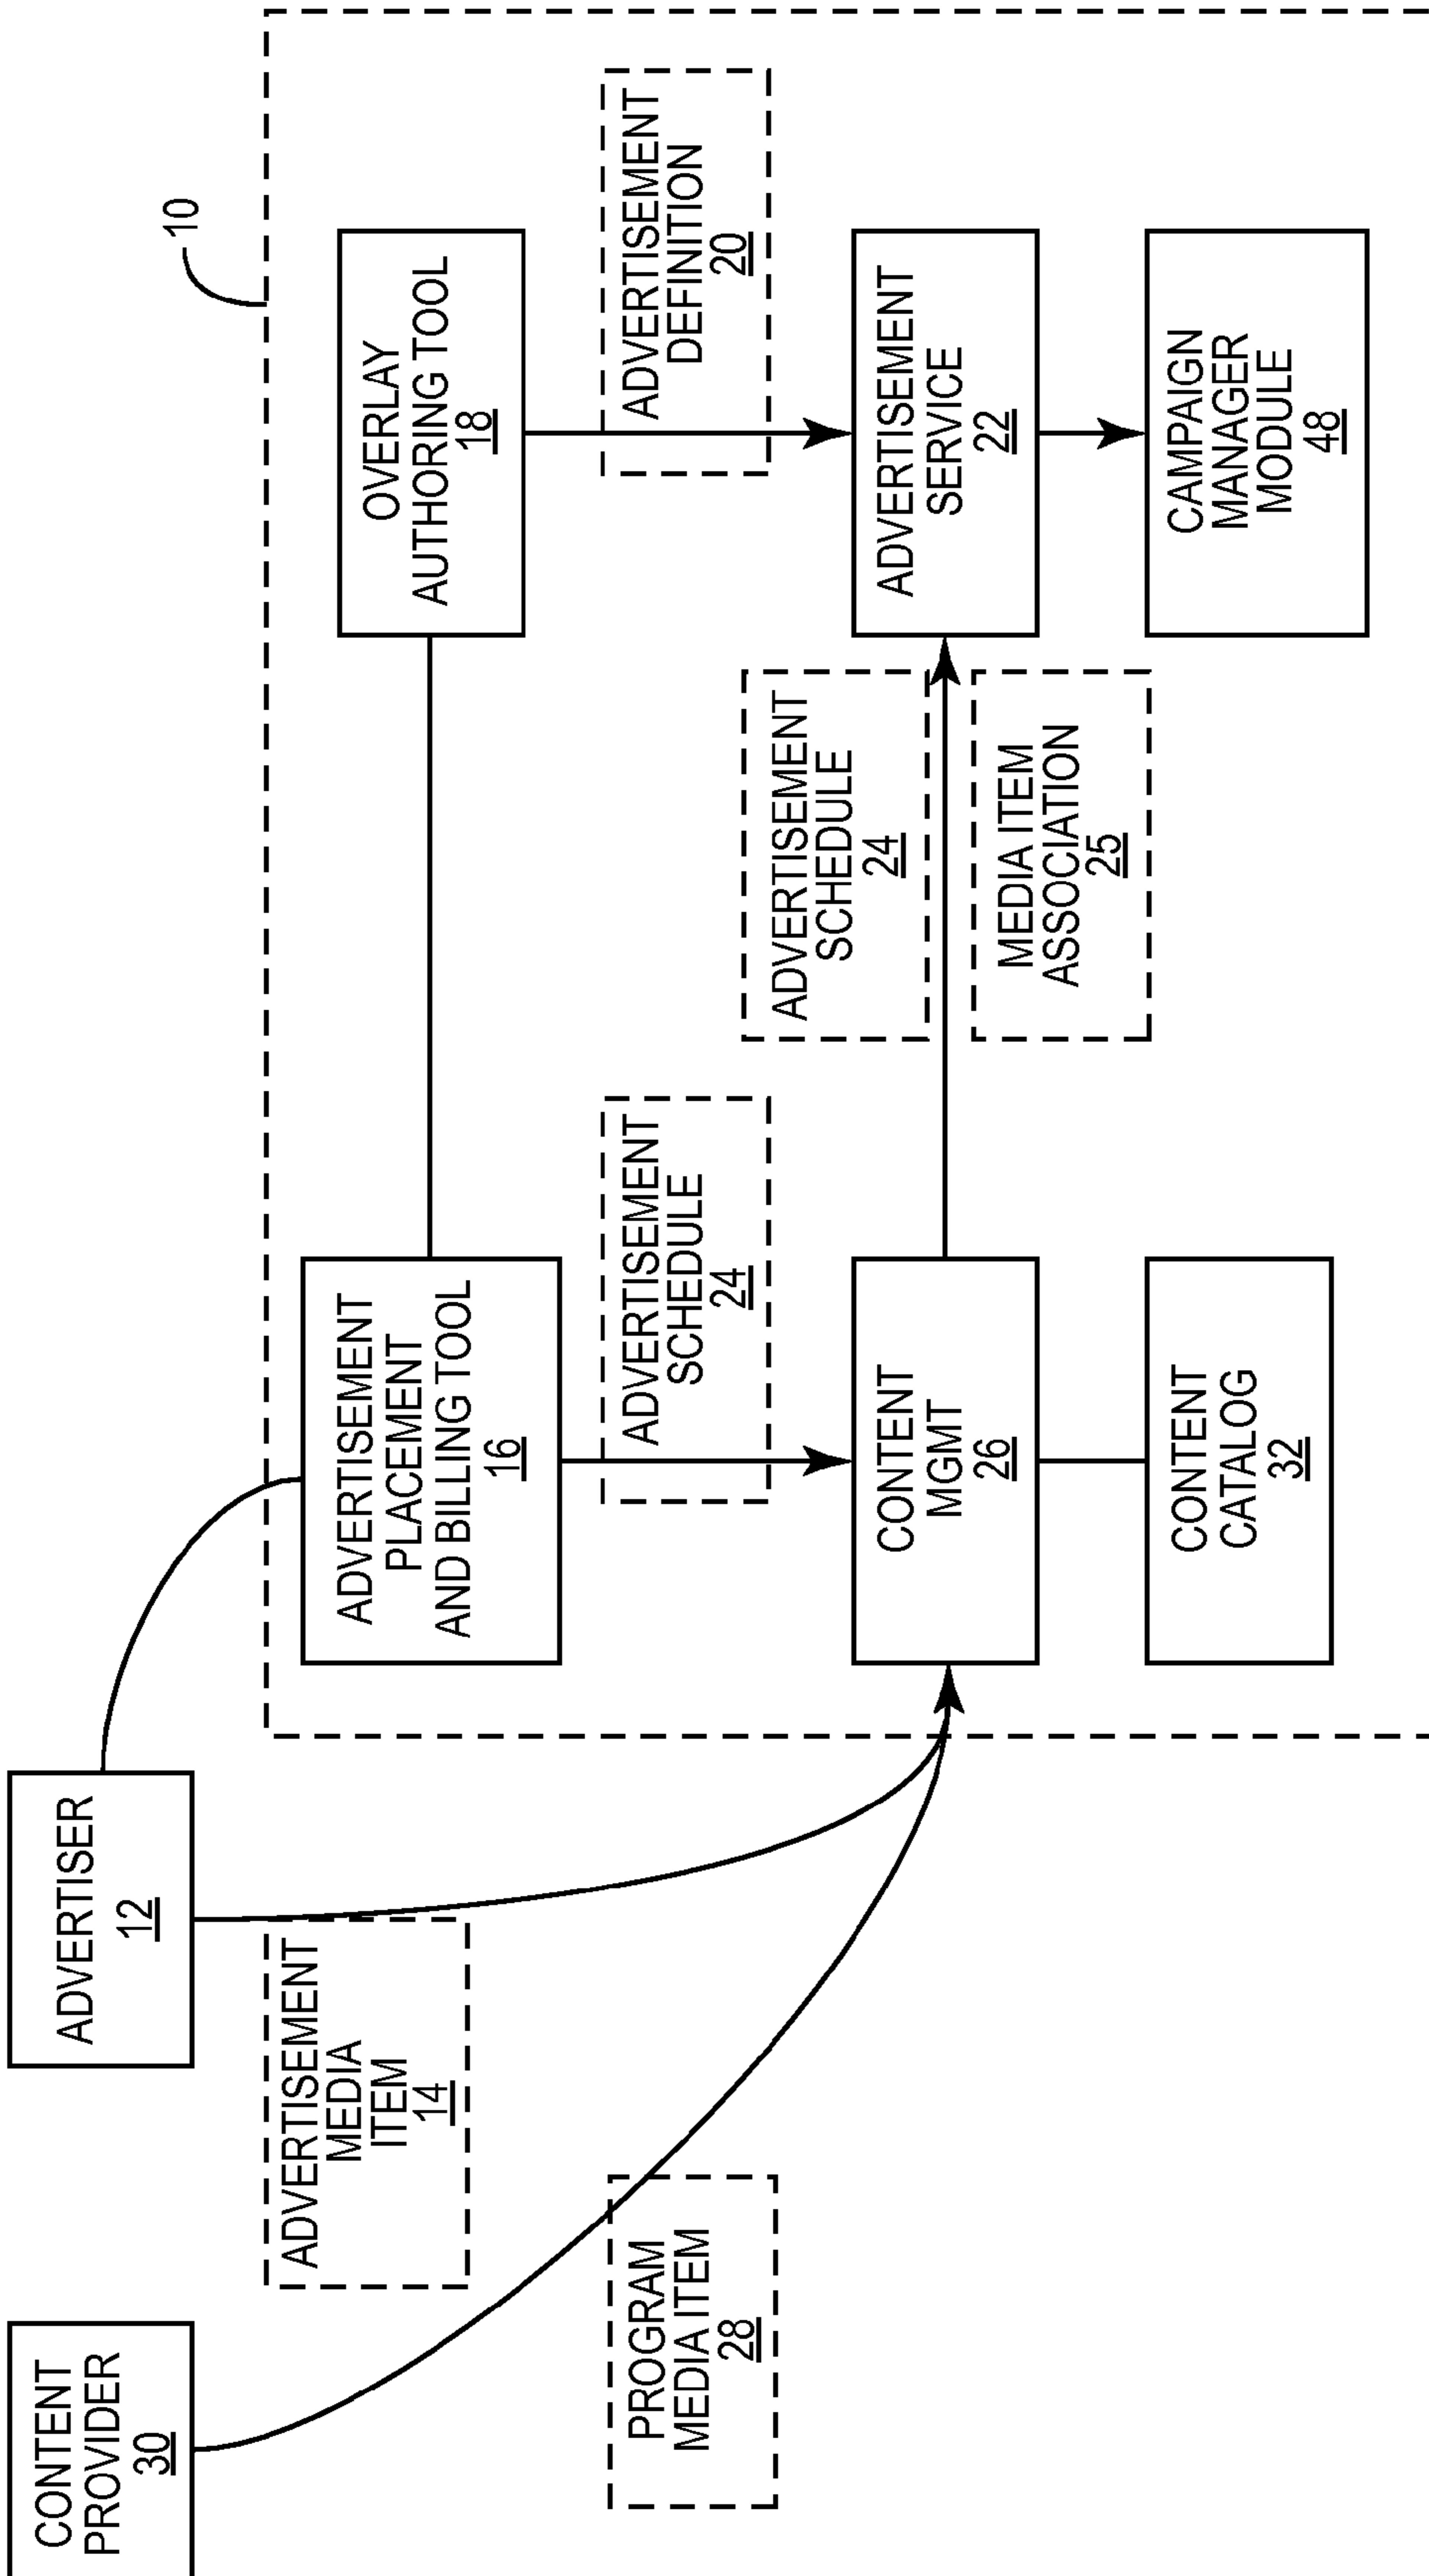 CONTENT
PROVIDER
30
ADVERTISER
12
10
ADVERTISEMENT
MEDIA
ITEM
14
PROGRAM
MEDIA ITEM
28
ADVERTISEMENT
PLACEMENT
AND BILLING TOOL
16
OVERLAY
AUTHORING TOOL
18
ADVERTISEMENT
SCHEDULE
24
ADVERTISEMENT
DEFINITION
20
ADVERTISEMENT
SCHEDULE
24
CONTENT
MGMT
26
MEDIA ITEM
ASSOCIATION
25
ADVERTISEMENT
SERVICE
22
CONTENT
CATALOG
32
CAMPAIGN
MANAGER
MODULE
48